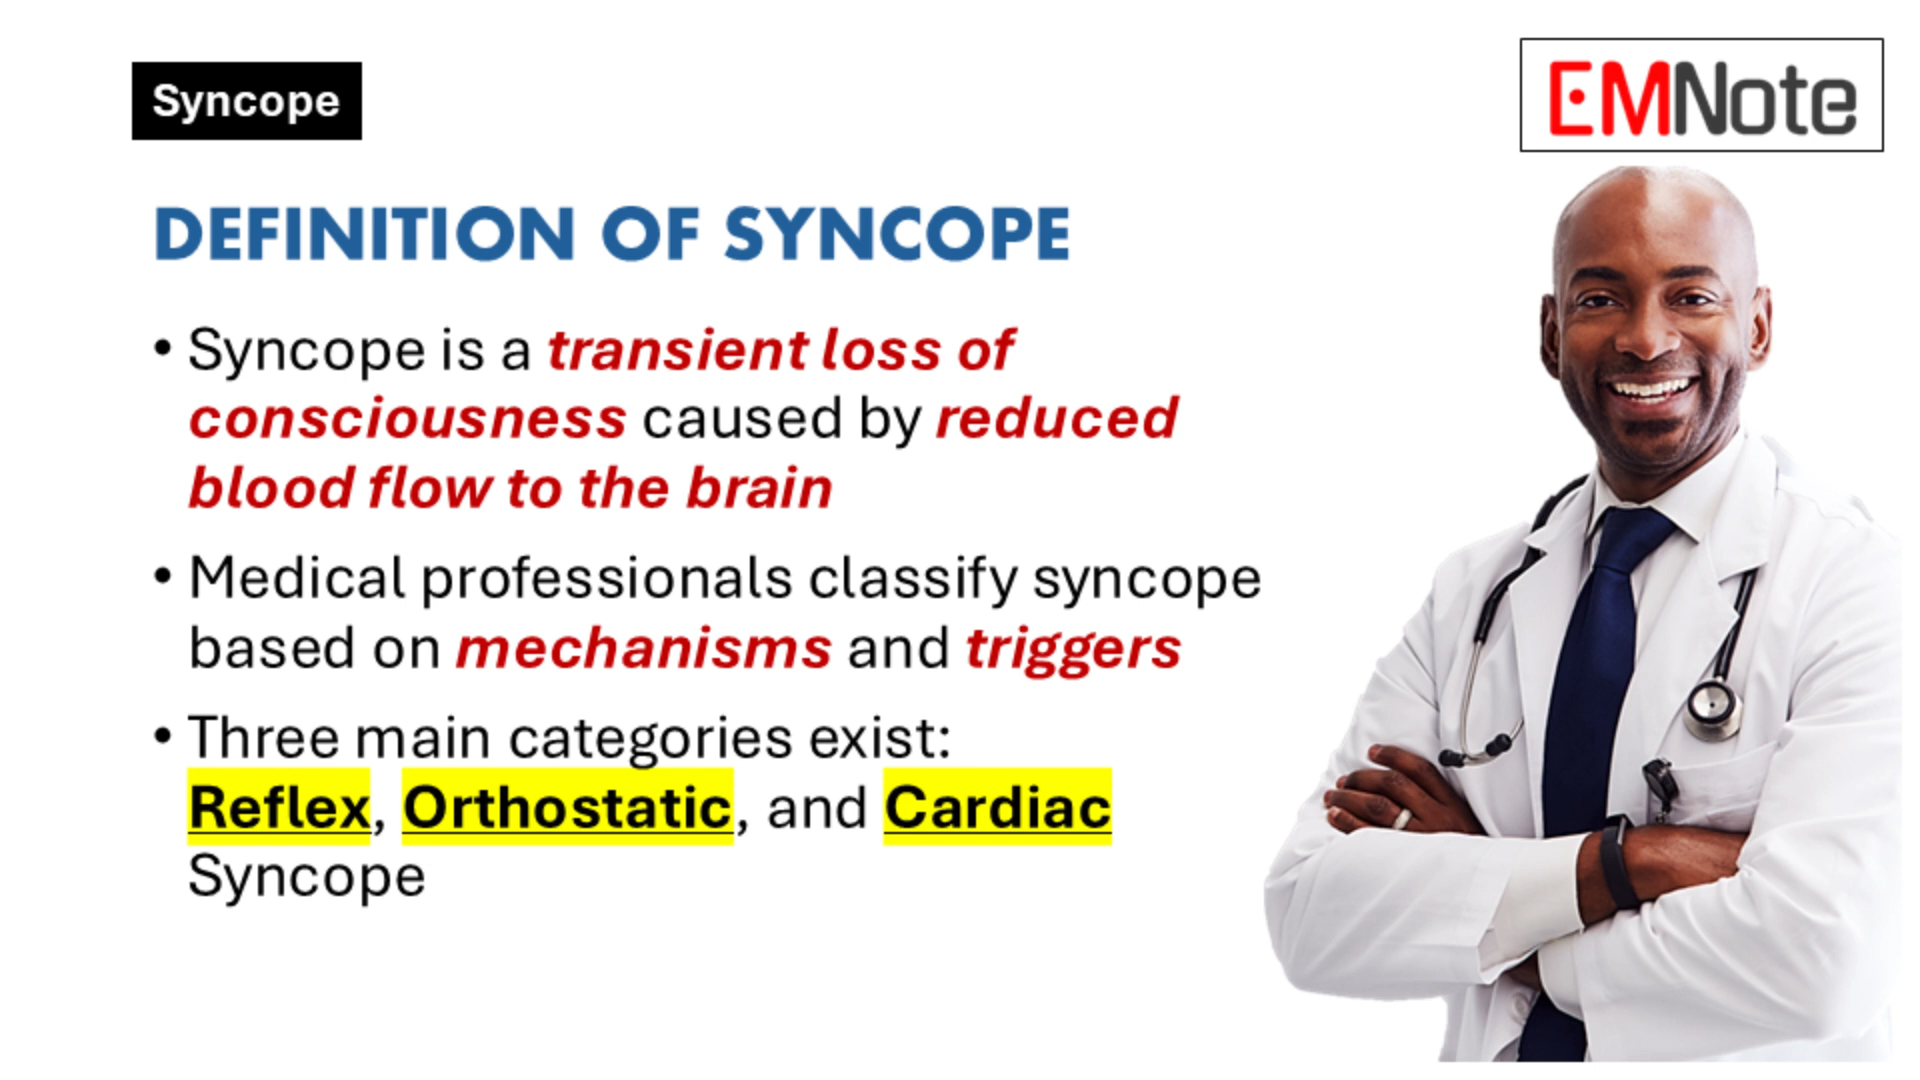 Syncope
EMNote
DEFINITION OF SYNCOPE
• Syncope is a transient loss of
consciousness caused by reduced
blood flow to the brain
• Medical professionals classify syncope
based on mechanisms and triggers
• Three main categories exist:
Reflex, Orthostatic, and Cardiac
Syncope